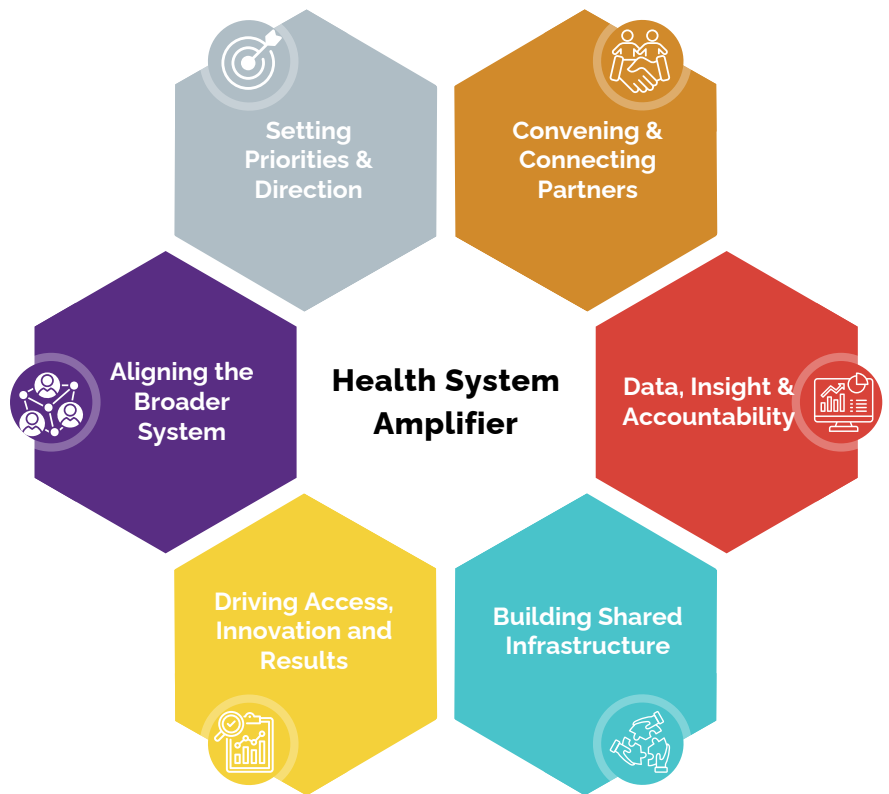 Setting
Priorities &
Direction
Convening &
Connecting
Partners
Aligning the
Broader
System
Health System
Amplifier
Data, Insight &
Accountability
Driving Access,
Innovation and
Results
Building Shared
Infrastructure